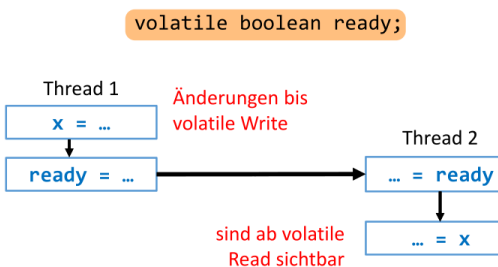 volatile boolean ready;
Thread 1
x = …
ready = …
Änderungen bis
volatile Write
Thread 2
… = ready
… = x
sind ab volatile
Read sichtbar